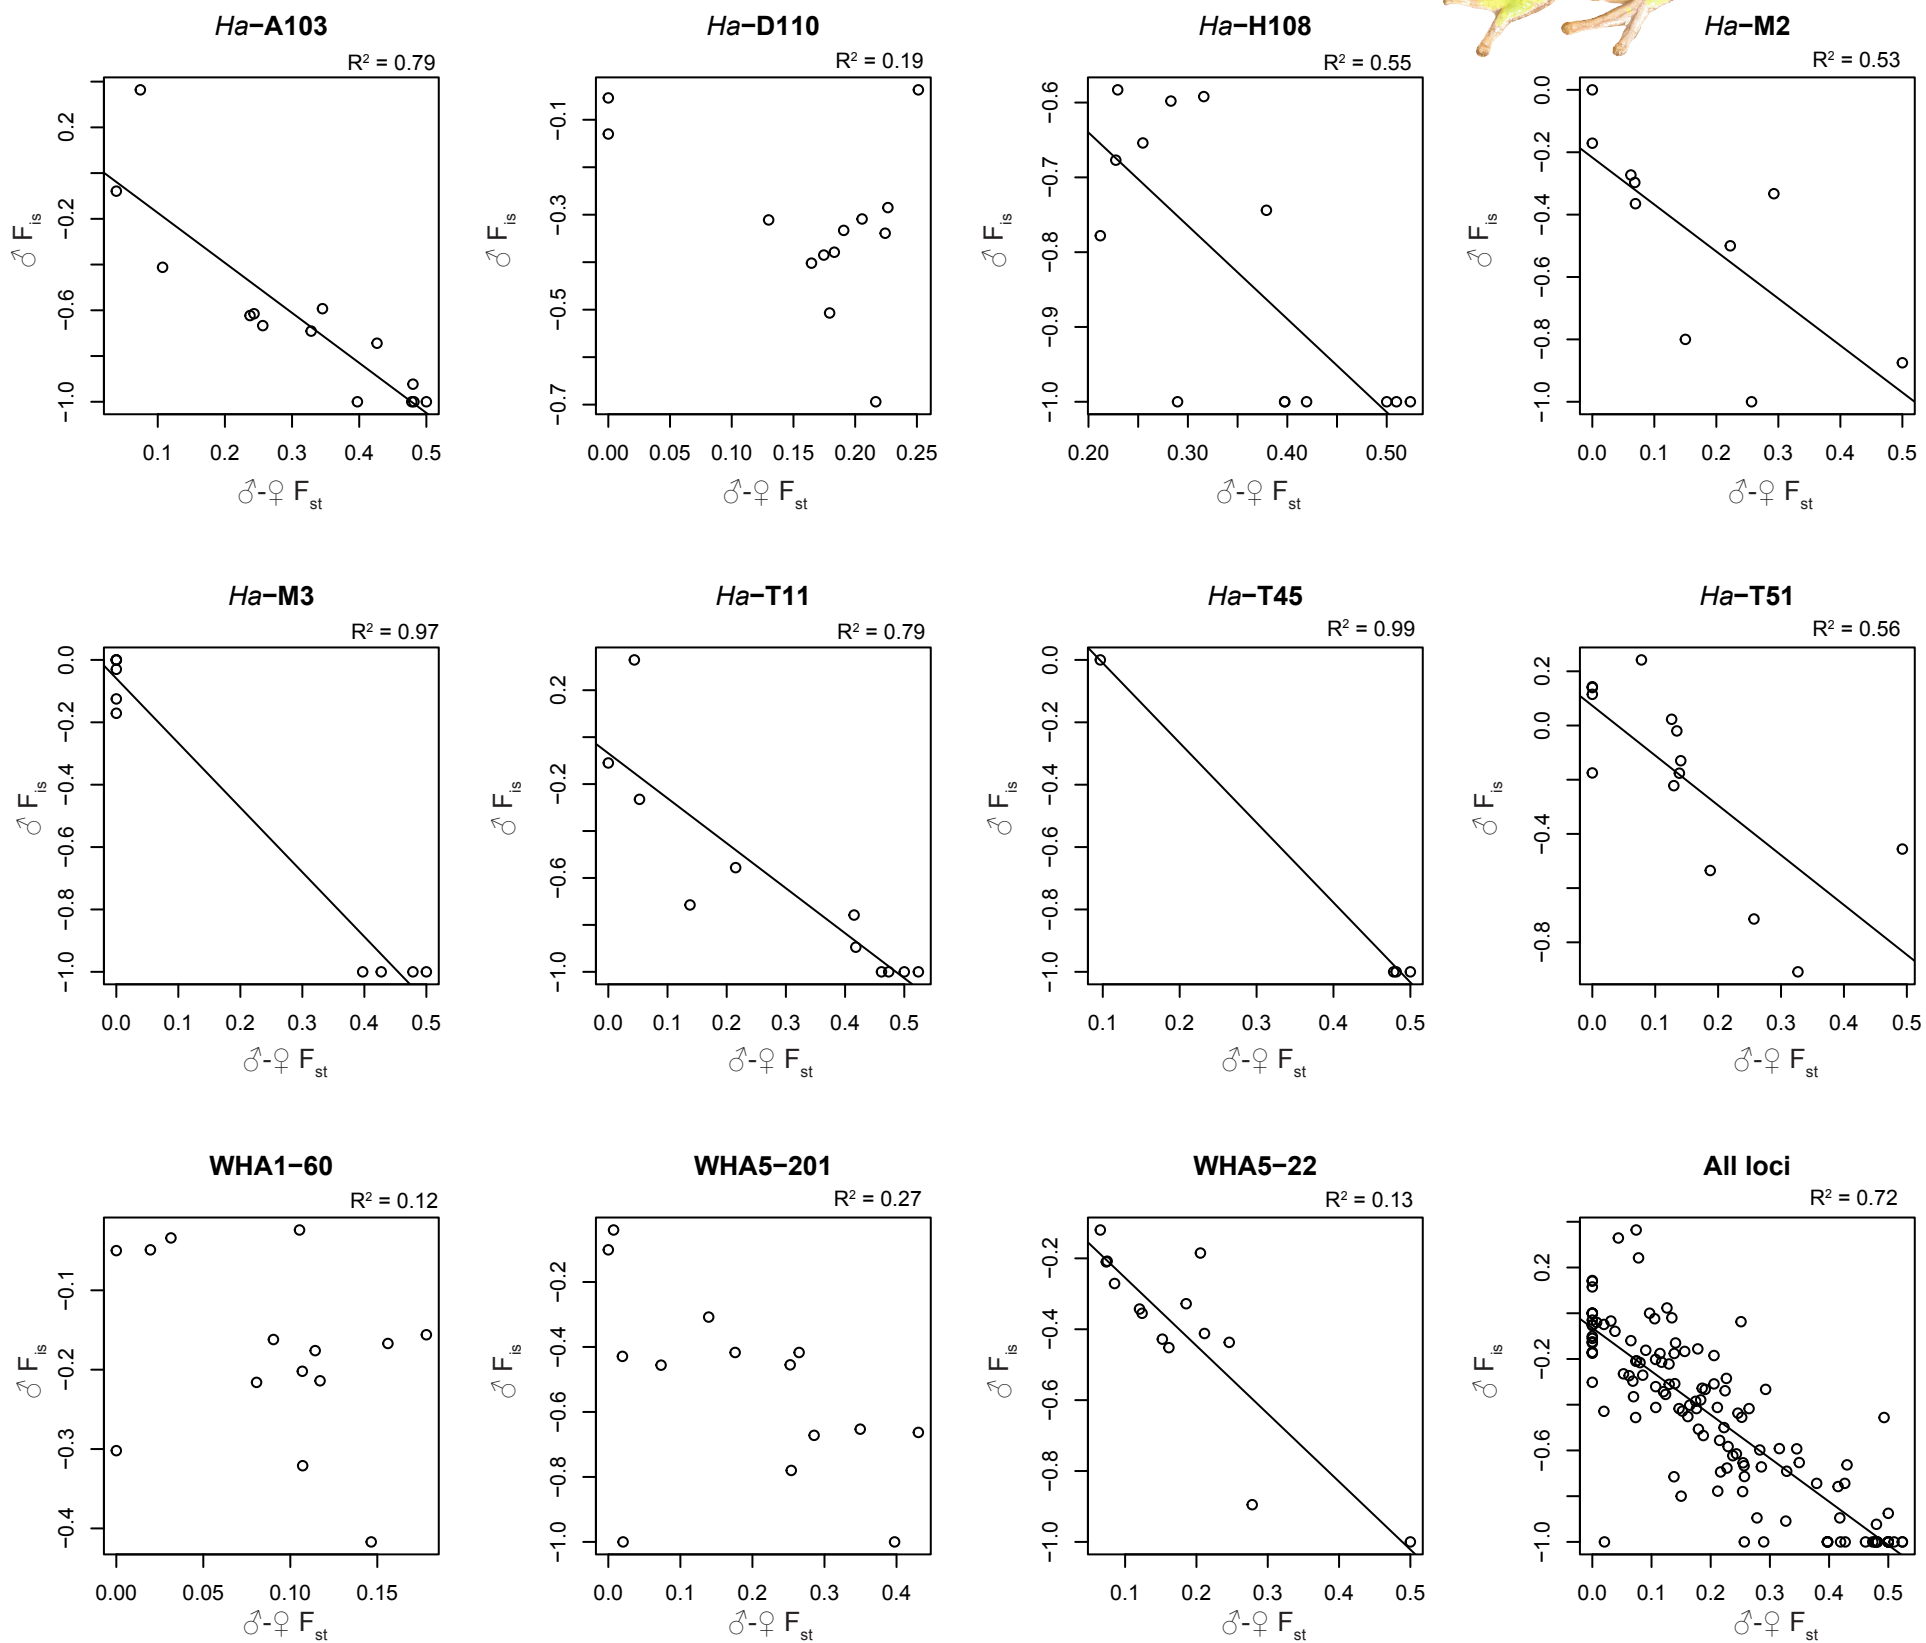 Ha−A103
R² = 0.79
0.2
−0.2
−0.6
−1.0
♂ Fis
0.1 0.2 0.3 0.4 0.5
♂-♀ Fst
Ha−D110
R² = 0.19
−0.1
−0.3
−0.5
−0.7
♂ Fis
0.00 0.05 0.10 0.15 0.20 0.25
♂-♀ Fst
Ha−H108
R² = 0.55
−0.6
−0.7
−0.8
−0.9
−1.0
♂ Fis
0.20 0.30 0.40 0.50
♂-♀ Fst
Ha−M2
R² = 0.53
0.0
−0.2
−0.4
−0.6
−0.8
−1.0
♂ Fis
0.0 0.1 0.2 0.3 0.4 0.5
♂-♀ Fst
Ha−M3
R² = 0.97
0.0
−0.2
−0.4
−0.6
−0.8
−1.0
♂ Fis
0.0 0.1 0.2 0.3 0.4 0.5
♂-♀ Fst
Ha−T11
R² = 0.79
0.2
−0.2
−0.6
−1.0
♂ Fis
0.0 0.1 0.2 0.3 0.4 0.5
♂-♀ Fst
Ha−T45
R² = 0.99
0.0
−0.2
−0.4
−0.6
−0.8
−1.0
♂ Fis
0.1 0.2 0.3 0.4 0.5
♂-♀ Fst
Ha−T51
R² = 0.56
0.2
0.0
−0.4
−0.8
♂ Fis
0.0 0.1 0.2 0.3 0.4 0.5
♂-♀ Fst
WHA1−60
R² = 0.12
−0.1
−0.2
−0.3
−0.4
♂ Fis
0.00 0.05 0.10 0.15
♂-♀ Fst
WHA5−201
R² = 0.27
−0.2
−0.4
−0.6
−0.8
−1.0
♂ Fis
0.0 0.1 0.2 0.3 0.4
♂-♀ Fst
WHA5−22
R² = 0.13
−0.2
−0.4
−0.6
−0.8
−1.0
♂ Fis
0.1 0.2 0.3 0.4 0.5
♂-♀ Fst
All loci
R² = 0.72
0.2
−0.2
−0.6
−1.0
♂ Fis
0.0 0.1 0.2 0.3 0.4 0.5
♂-♀ Fst